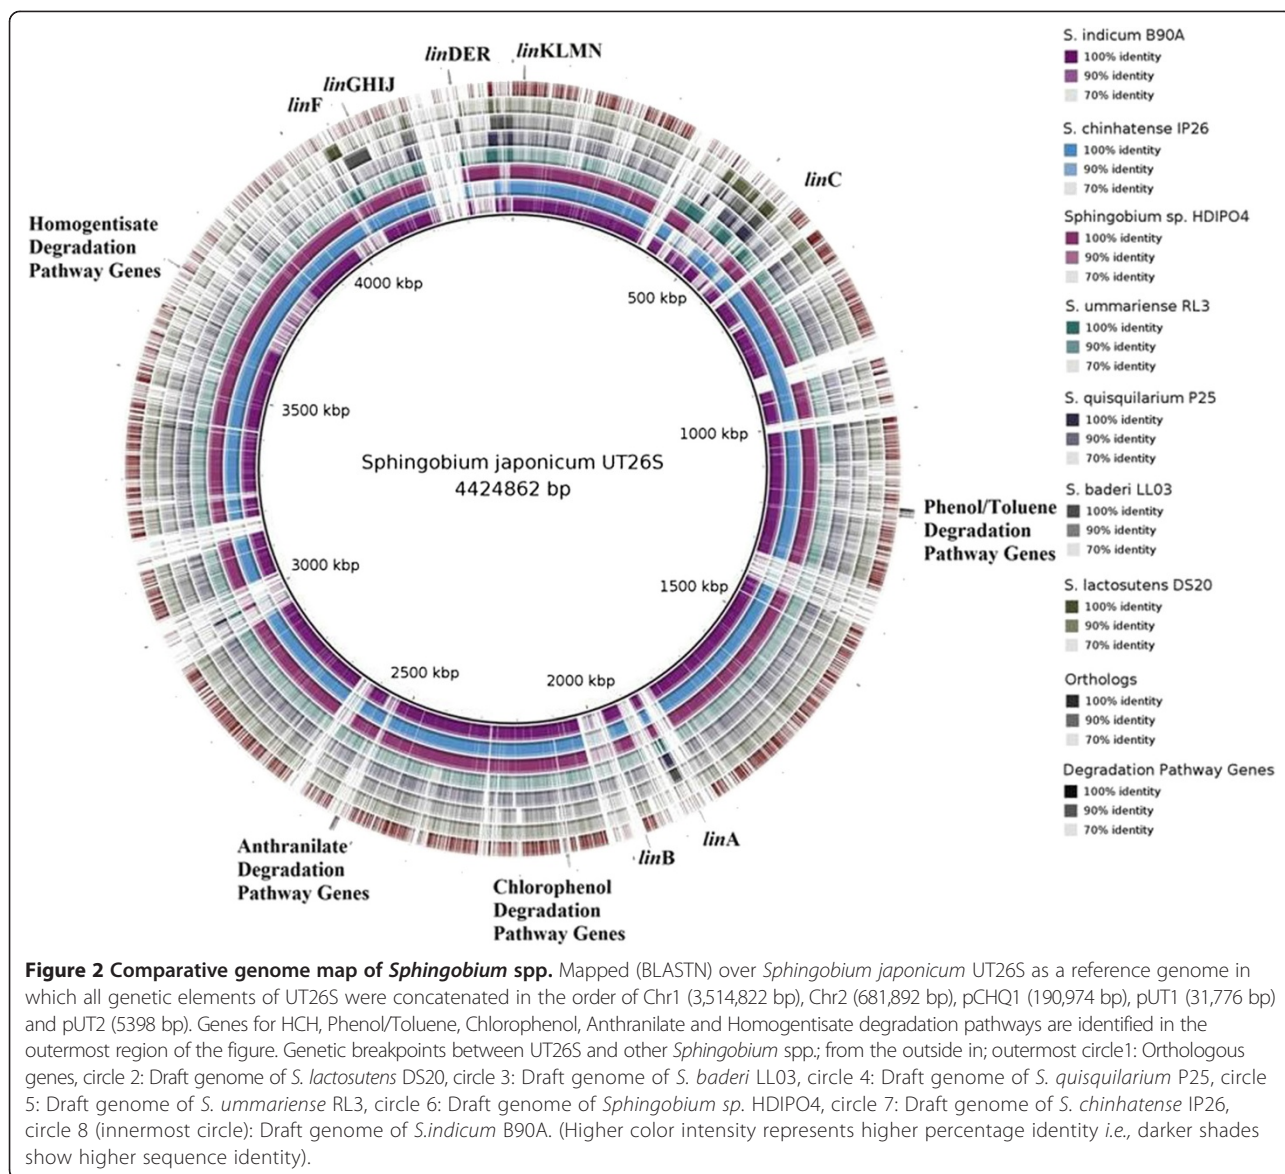 linDER
linKLMN
linGHIJ
linF
linC
Homogentisate
Degradation
Pathway Genes
4000 kbp
500 kbp
3500 kbp
1000 kbp
Sphingobium japonicum UT26S
4424862 bp
Phenol/Toluene
Degradation
Pathway Genes
3000 kbp
1500 kbp
2500 kbp
2000 kbp
linA
linB
Anthranilate
Degradation
Pathway Genes
Chlorophenol
Degradation
Pathway Genes
S. indicum B90A
100% identity
90% identity
70% identity
S. chinhatense IP26
100% identity
90% identity
70% identity
Sphingobium sp. HDIPO4
100% identity
90% identity
70% identity
S. ummariense RL3
100% identity
90% identity
70% identity
S. quisquilarium P25
100% identity
90% identity
70% identity
S. baderi LL03
100% identity
90% identity
70% identity
S. lactosutens DS20
100% identity
90% identity
70% identity
Orthologs
100% identity
90% identity
70% identity
Degradation Pathway Genes
100% identity
90% identity
70% identity
Figure 2 Comparative genome map of Sphingobium spp. Mapped (BLASTN) over Sphingobium japonicum UT26S as a reference genome in
which all genetic elements of UT26S were concatenated in the order of Chr1 (3,514,822 bp), Chr2 (681,892 bp), pCHQ1 (190,974 bp), pUT1 (31,776 bp)
and pUT2 (5398 bp). Genes for HCH, Phenol/Toluene, Chlorophenol, Anthranilate and Homogentisate degradation pathways are identified in the
outermost region of the figure. Genetic breakpoints between UT26S and other Sphingobium spp.; from the outside in; outermost circle1: Orthologous
genes, circle 2: Draft genome of S. lactosutens DS20, circle 3: Draft genome of S. baderi LL03, circle 4: Draft genome of S. quisquilarium P25, circle
5: Draft genome of S. ummariense RL3, circle 6: Draft genome of Sphingobium sp. HDIPO4, circle 7: Draft genome of S. chinhatense IP26,
circle 8 (innermost circle): Draft genome of S.indicum B90A. (Higher color intensity represents higher percentage identity i.e., darker shades
show higher sequence identity).